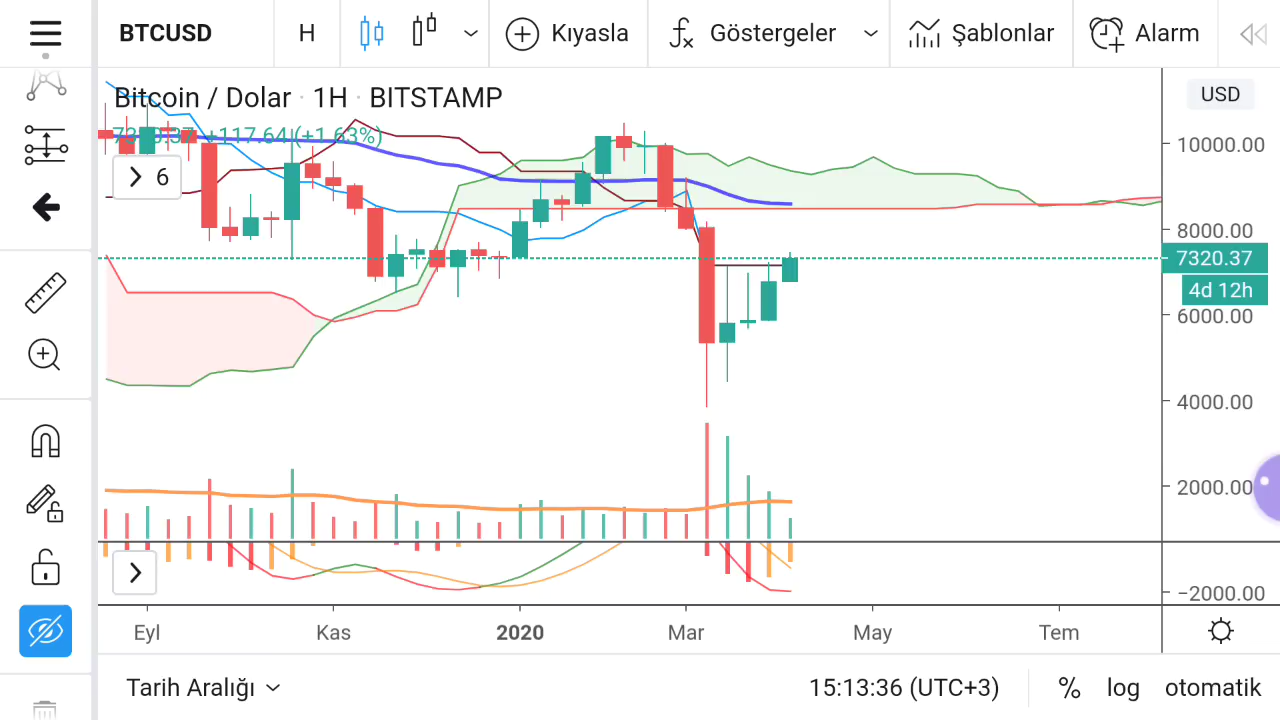 BTCUSD H Kıyasla Göstergeler Şablonlar Alarm
Bitcoin / Dolar · 1H · BITSTAMP
USD
7320.37 +117.64 (+1.63%)
6
10000.00
8000.00
7320.37
4d 12h
6000.00
4000.00
2000.00
−2000.00
Eyl Kas 2020 Mar May Tem
Tarih Aralığı 15:13:36 (UTC+3) % log otomatik